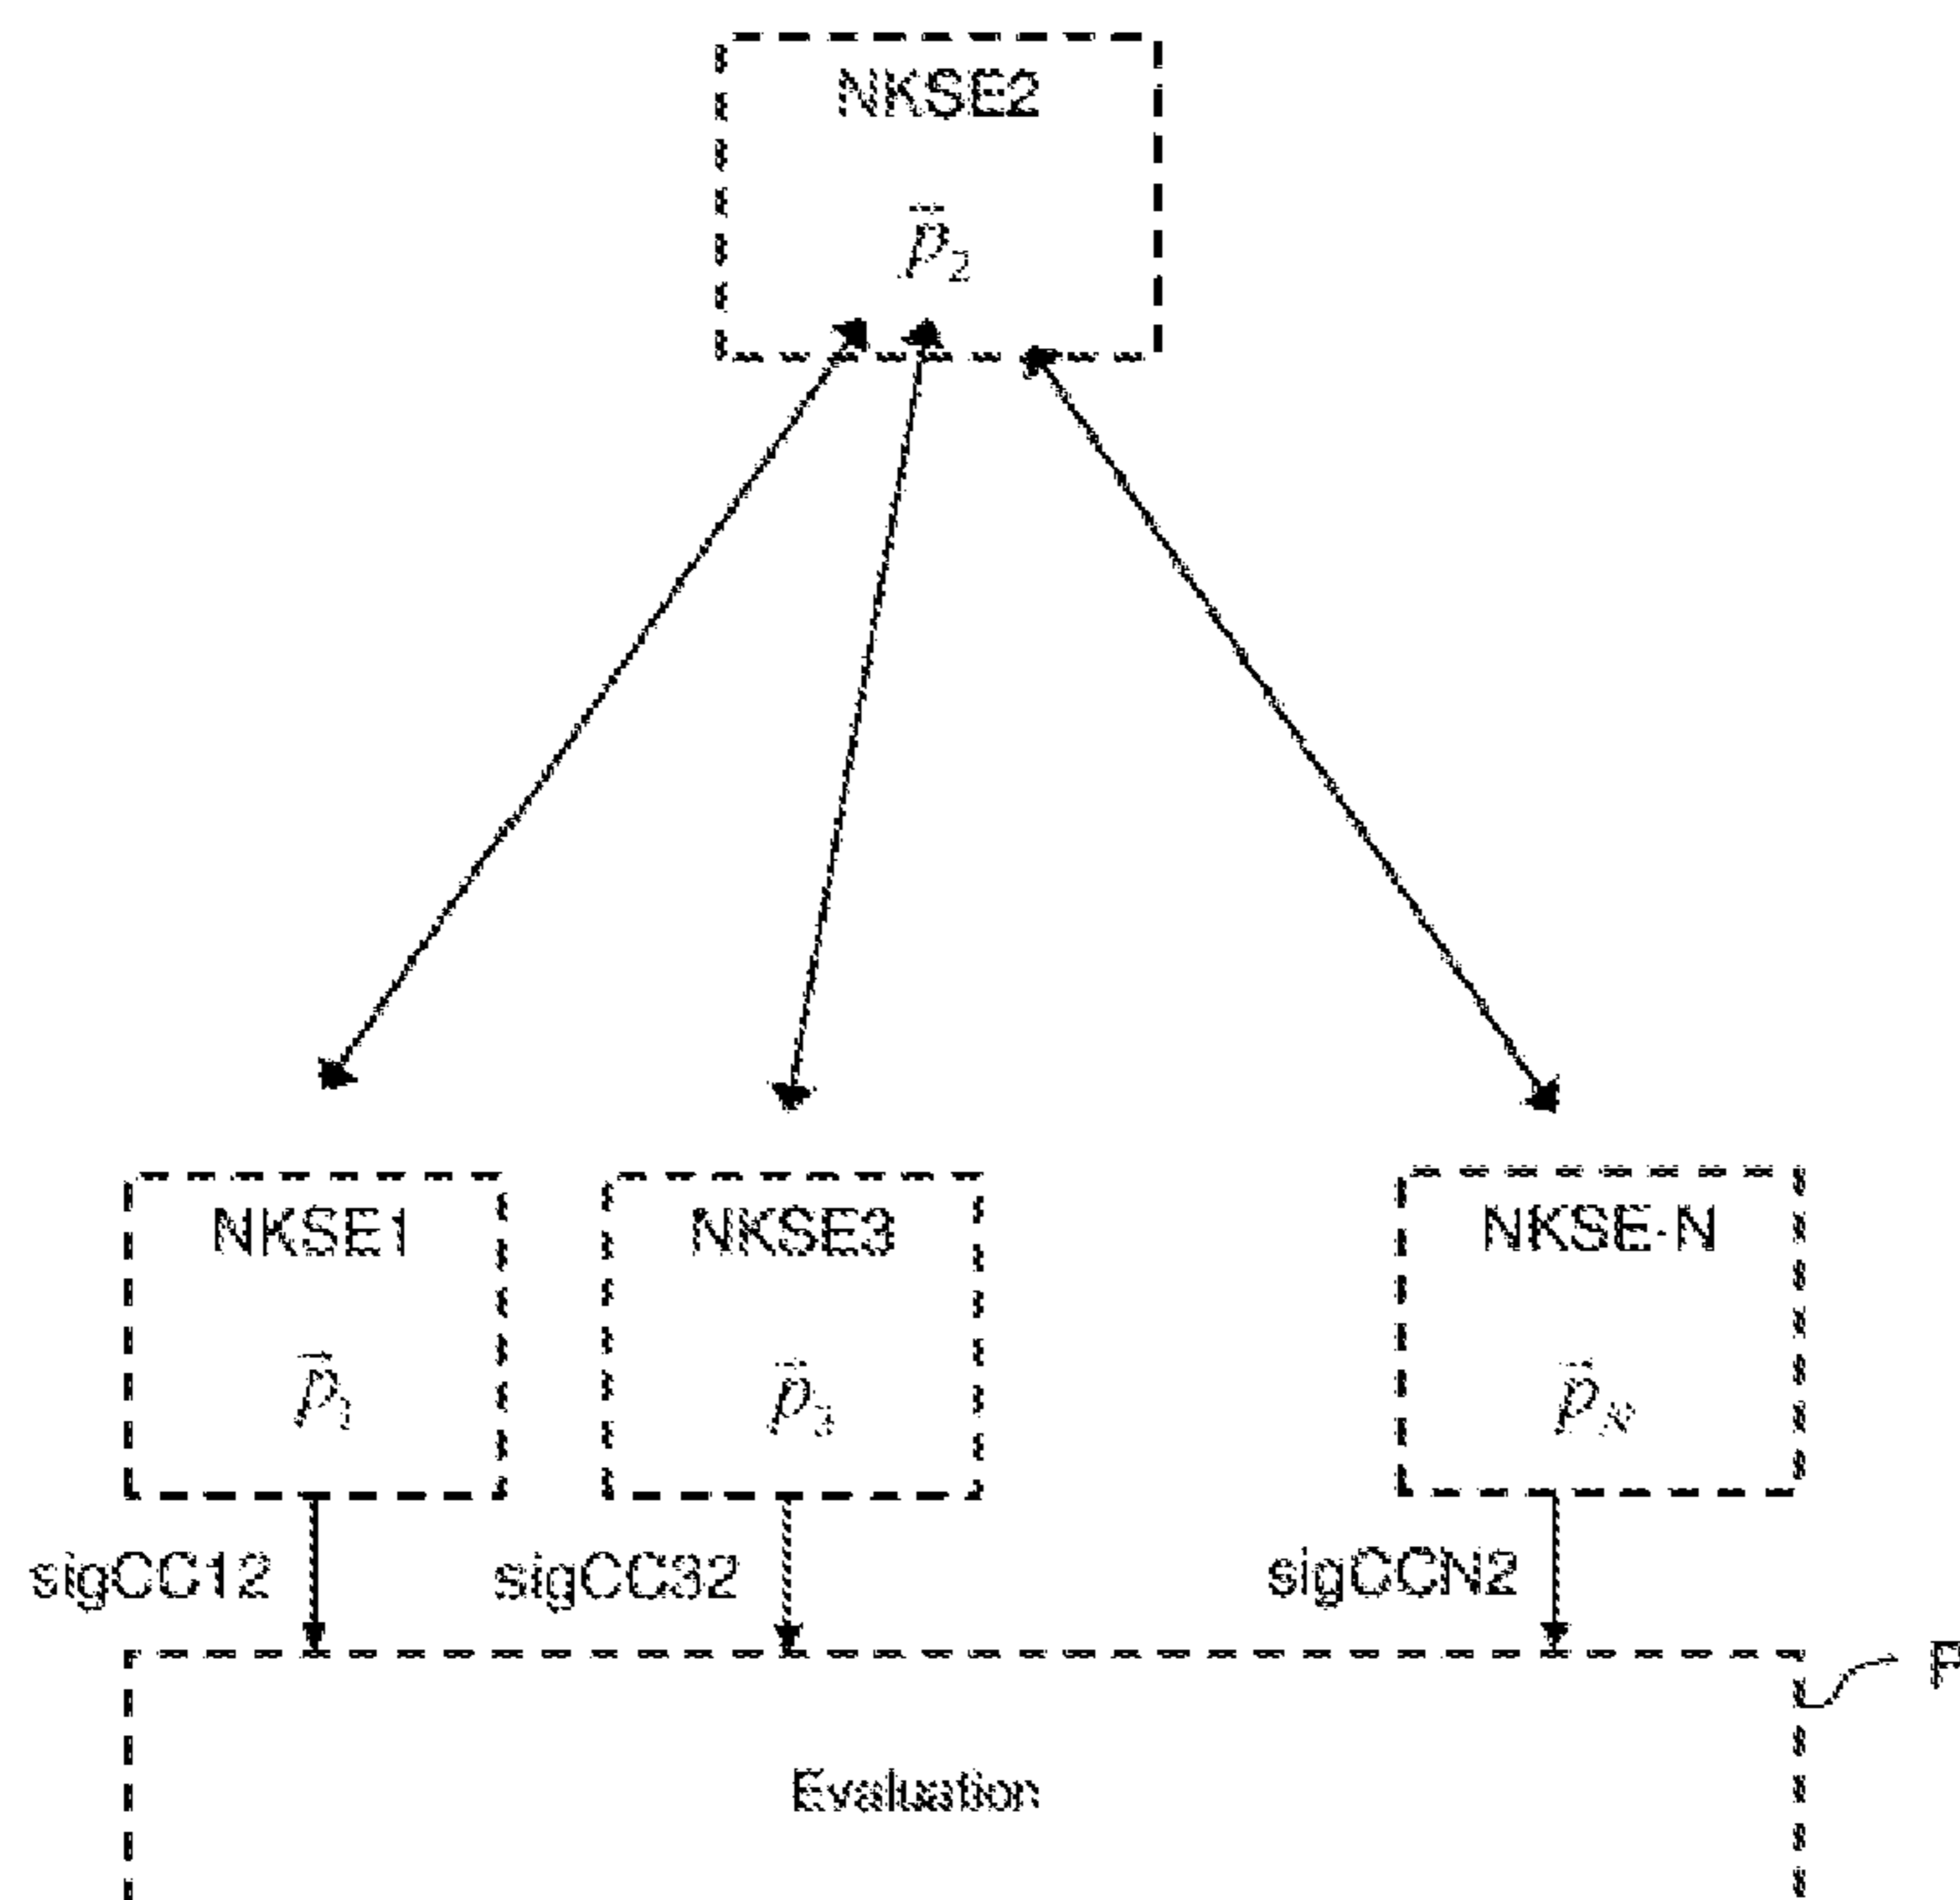 NKSE2
p⃗2
NKSE1
NKSE3
NKSE-N
p⃗1
p⃗3
p⃗N
sigCC12
sigCC32
sigCCN2
Evaluation